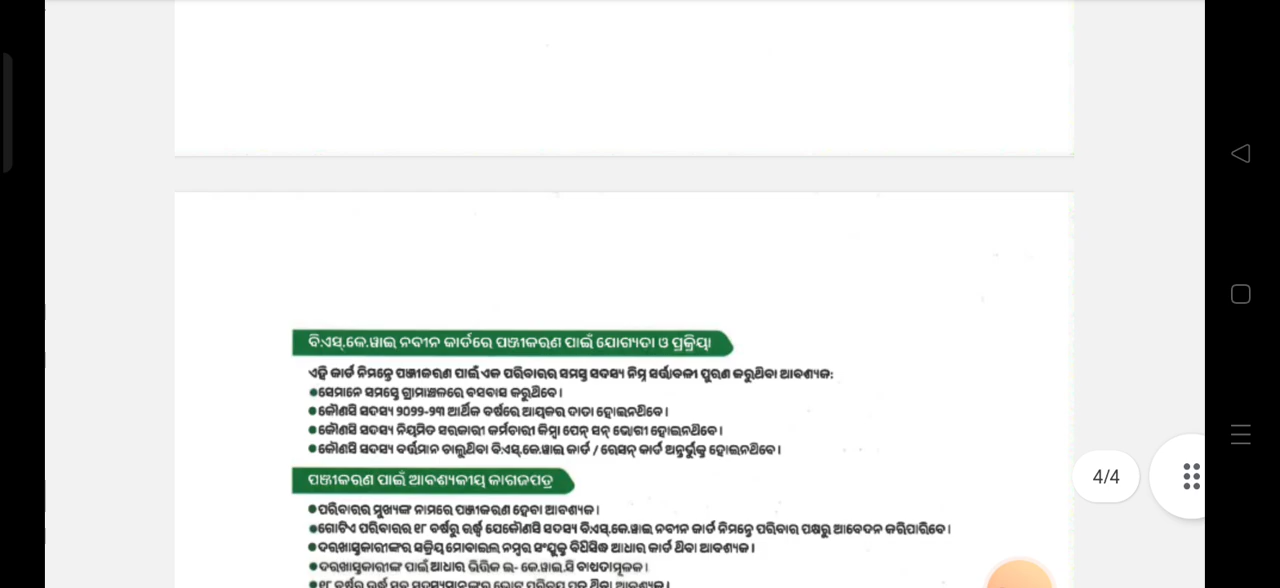 ବି.ଏସ୍.କେ.ୱାଇ ନବୀନ କାର୍ଡରେ ପଞ୍ଜୀକରଣ ପାଇଁ ଯୋଗ୍ୟତା ଓ ପ୍ରକ୍ରିୟା
ଏହି କାର୍ଡ ନିମନ୍ତେ ପଞ୍ଜୀକରଣ ପାଇଁ ଏକ ପରିବାରର ସମସ୍ତ ସଦସ୍ୟ ନିମ୍ନ ସର୍ତ୍ତାବଳୀ ପୁରଣ କରୁଥିବା ଆବଶ୍ୟକ:
●ସେମାନେ ସମସ୍ତେ ଗ୍ରାମାଞ୍ଚଳରେ ବସବାସ କରୁଥିବେ।
●କୌଣସି ସଦସ୍ୟ ୨୦୨୨-୨୩ ଆର୍ଥିକ ବର୍ଷରେ ଆୟକର ଦାତା ହୋଇନଥିବେ।
●କୌଣସି ସଦସ୍ୟ ନିୟମିତ ସରକାରୀ କର୍ମଚାରୀ କିମ୍ବା ପେନ୍ ସନ୍ ଭୋଗୀ ହୋଇନଥିବେ।
●କୌଣସି ସଦସ୍ୟ ବର୍ତ୍ତମାନ ଚାଲୁଥିବା ବି.ଏସ୍.କେ.ୱାଇ କାର୍ଡ / ରେସନ୍ କାର୍ଡ ଅନ୍ତର୍ଭୁକ୍ତ ହୋଇନଥିବେ।
ପଞ୍ଜୀକରଣ ପାଇଁ ଆବଶ୍ୟକୀୟ କାଗଜପତ୍ର
●ପରିବାରର ମୁଖ୍ୟଙ୍କ ନାମରେ ପଞ୍ଜୀକରଣ ହେବା ଆବଶ୍ୟକ।
●ଗୋଟିଏ ପରିବାରର ୧୮ ବର୍ଷରୁ ଉର୍ଦ୍ଧ୍ୱ ଯେକୌଣସି ସଦସ୍ୟ ବି.ଏସ୍.କେ.ୱାଇ ନବୀନ କାର୍ଡ ନିମନ୍ତେ ପରିବାର ପକ୍ଷରୁ ଆବେଦନ କରିପାରିବେ।
●ଦରଖାସ୍ତକାରୀଙ୍କର ସକ୍ରିୟ ମୋବାଇଲ ନମ୍ବର ସଂଯୁକ୍ତ ବିଧିସିଦ୍ଧ ଆଧାର କାର୍ଡ ଥିବା ଆବଶ୍ୟକ।
●ଦରଖାସ୍ତକାରୀଙ୍କ ପାଇଁ ଆଧାର ଭିତ୍ତିକ ଇ- କେ.ୱାଇ.ସି ବାଧ୍ୟତାମୂଳକ।
4/4